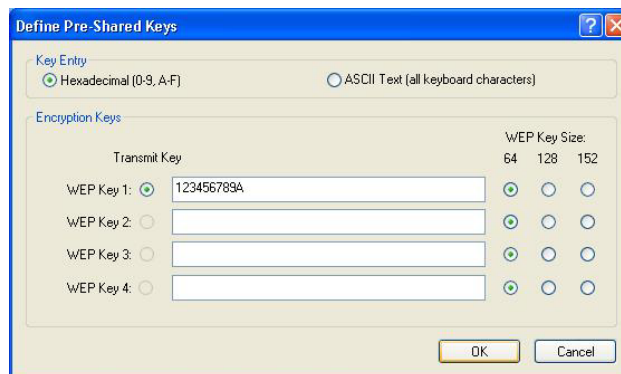 Define Pre-Shared Keys
Key Entry
Hexadecimal (0-9, A-F) ASCII Text (all keyboard characters)
Encryption Keys
WEP Key Size:
Transmit Key 64 128 152
WEP Key 1: 123456789A
WEP Key 2:
WEP Key 3:
WEP Key 4:
OK Cancel